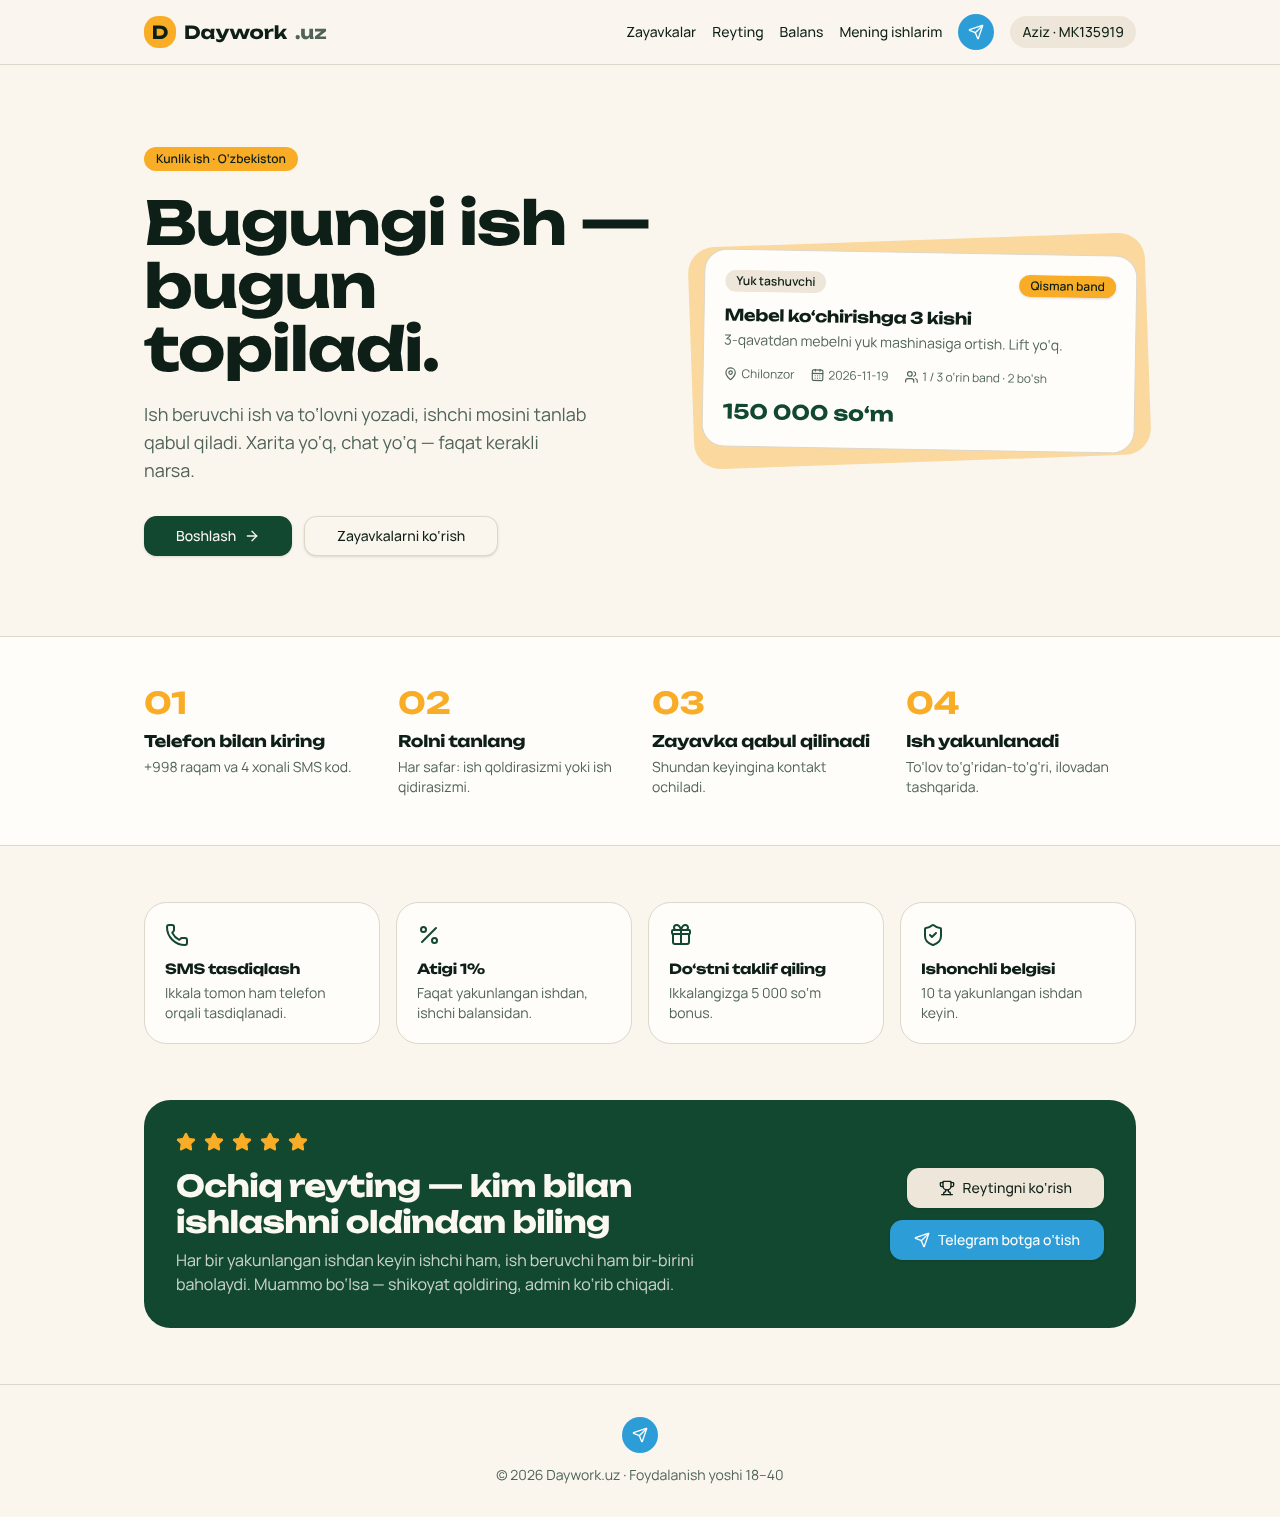 D Daywork .uz
Zayavkalar Reyting Balans Mening ishlarim Aziz · MK135919
Kunlik ish · O‘zbekiston
Bugungi ish —
bugun
topiladi.
Ish beruvchi ish va to‘lovni yozadi, ishchi mosini tanlab
qabul qiladi. Xarita yo‘q, chat yo‘q — faqat kerakli
narsa.
Boshlash
Zayavkalarni ko‘rish
Yuk tashuvchi
Qisman band
Mebel ko‘chirishga 3 kishi
3-qavatdan mebelni yuk mashinasiga ortish. Lift yo‘q.
Chilonzor 2026-11-19 1 / 3 o‘rin band · 2 bo‘sh
150 000 so‘m
01
Telefon bilan kiring
+998 raqam va 4 xonali SMS kod.
02
Rolni tanlang
Har safar: ish qoldirasizmi yoki ish
qidirasizmi.
03
Zayavka qabul qilinadi
Shundan keyingina kontakt
ochiladi.
04
Ish yakunlanadi
To‘lov to‘g‘ridan-to‘g‘ri, ilovadan
tashqarida.
SMS tasdiqlash
Ikkala tomon ham telefon
orqali tasdiqlanadi.
Atigi 1%
Faqat yakunlangan ishdan,
ishchi balansidan.
Do‘stni taklif qiling
Ikkalangizga 5 000 so‘m
bonus.
Ishonchli belgisi
10 ta yakunlangan ishdan
keyin.
Ochiq reyting — kim bilan
ishlashni oldindan biling
Har bir yakunlangan ishdan keyin ishchi ham, ish beruvchi ham bir-birini
baholaydi. Muammo bo‘lsa — shikoyat qoldiring, admin ko‘rib chiqadi.
Reytingni ko‘rish
Telegram botga o‘tish
© 2026 Daywork.uz · Foydalanish yoshi 18–40